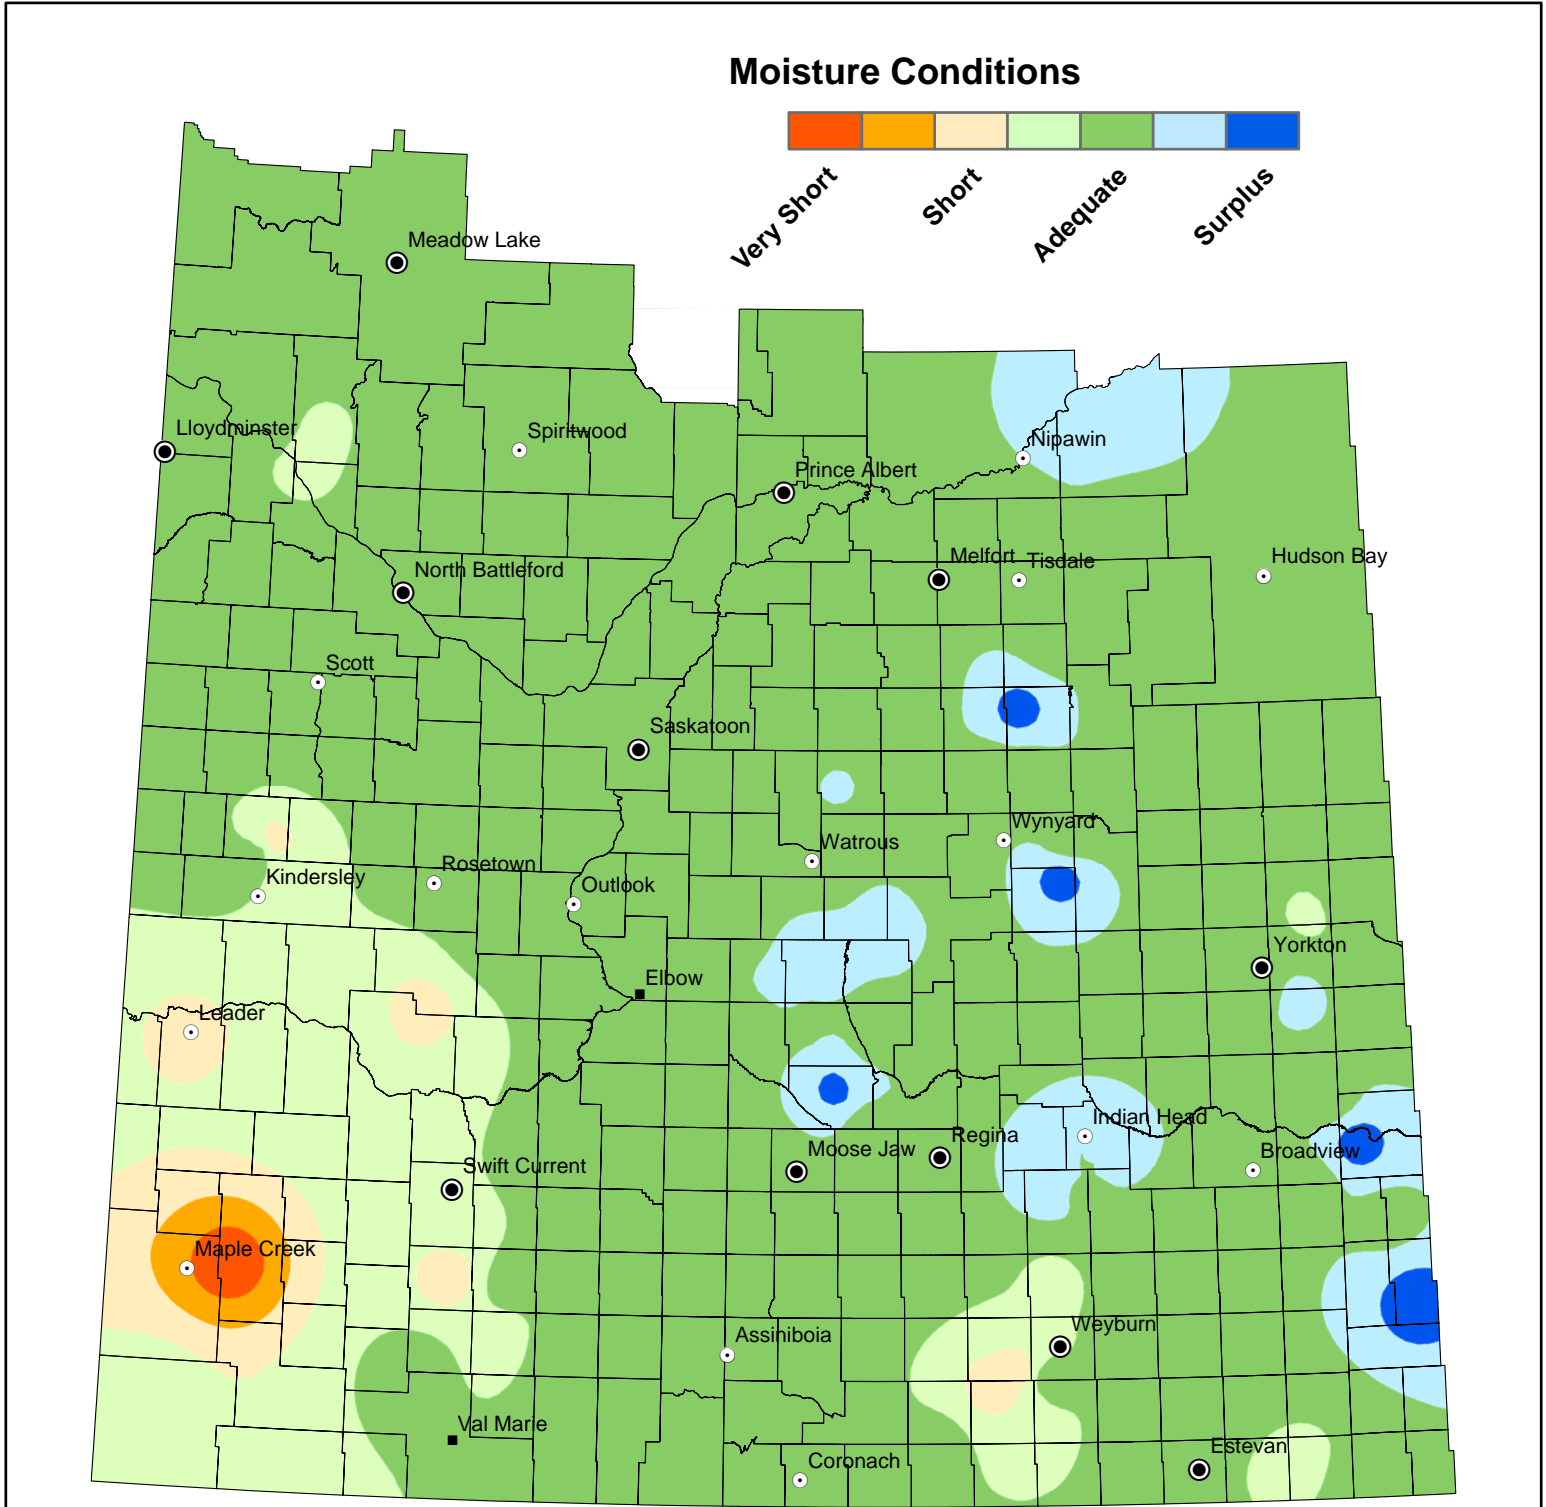 Moisture Conditions
Very Short
Short
Adequate
Surplus
Meadow Lake
Lloydminster
Spiritwood
Nipawin
Prince Albert
Melfort
Tisdale
Hudson Bay
North Battleford
Scott
Saskatoon
Watrous
Wynyard
Rosetown
Kindersley
Outlook
Yorkton
Elbow
Leader
Indian Head
Regina
Moose Jaw
Broadview
Swift Current
Maple Creek
Weyburn
Assiniboia
Val Marie
Estevan
Coronach